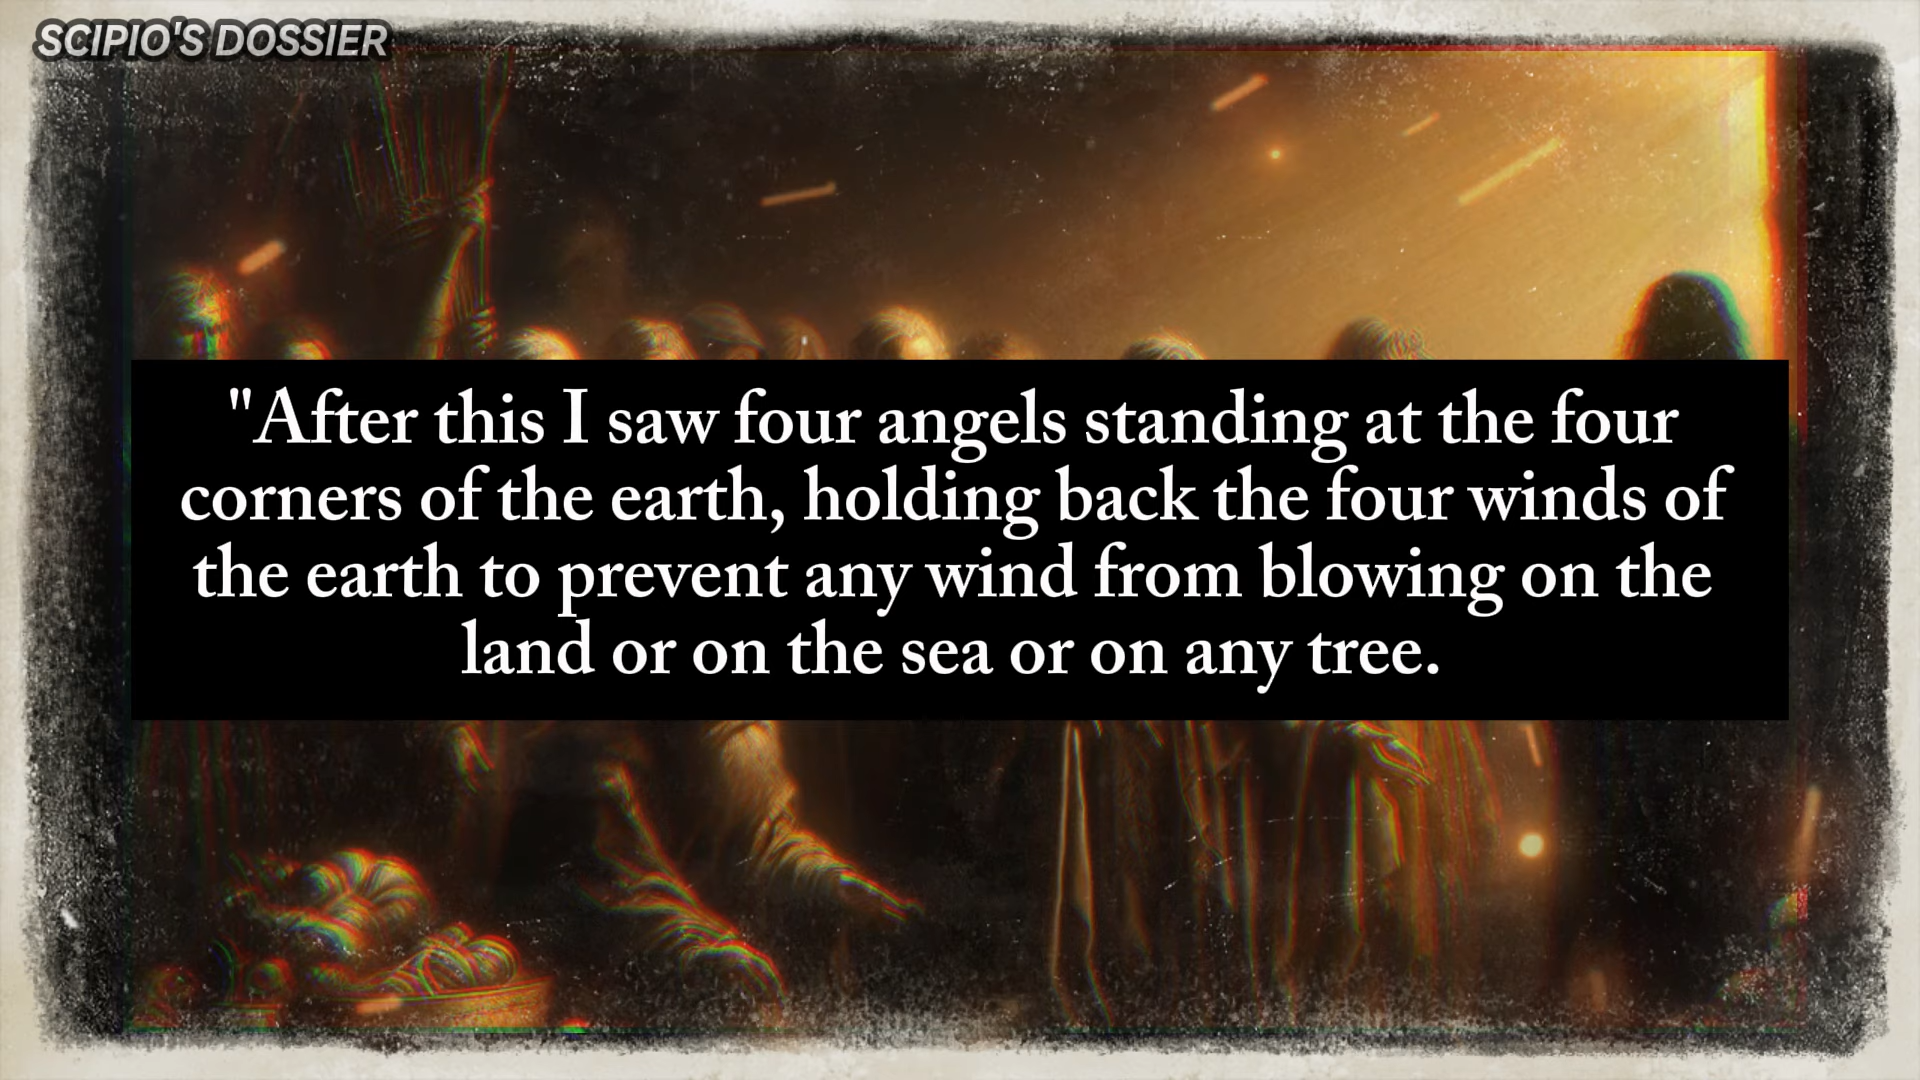 SCIPIO'S DOSSIER
"After this I saw four angels standing at the four
corners of the earth, holding back the four winds of
the earth to prevent any wind from blowing on the
land or on the sea or on any tree.